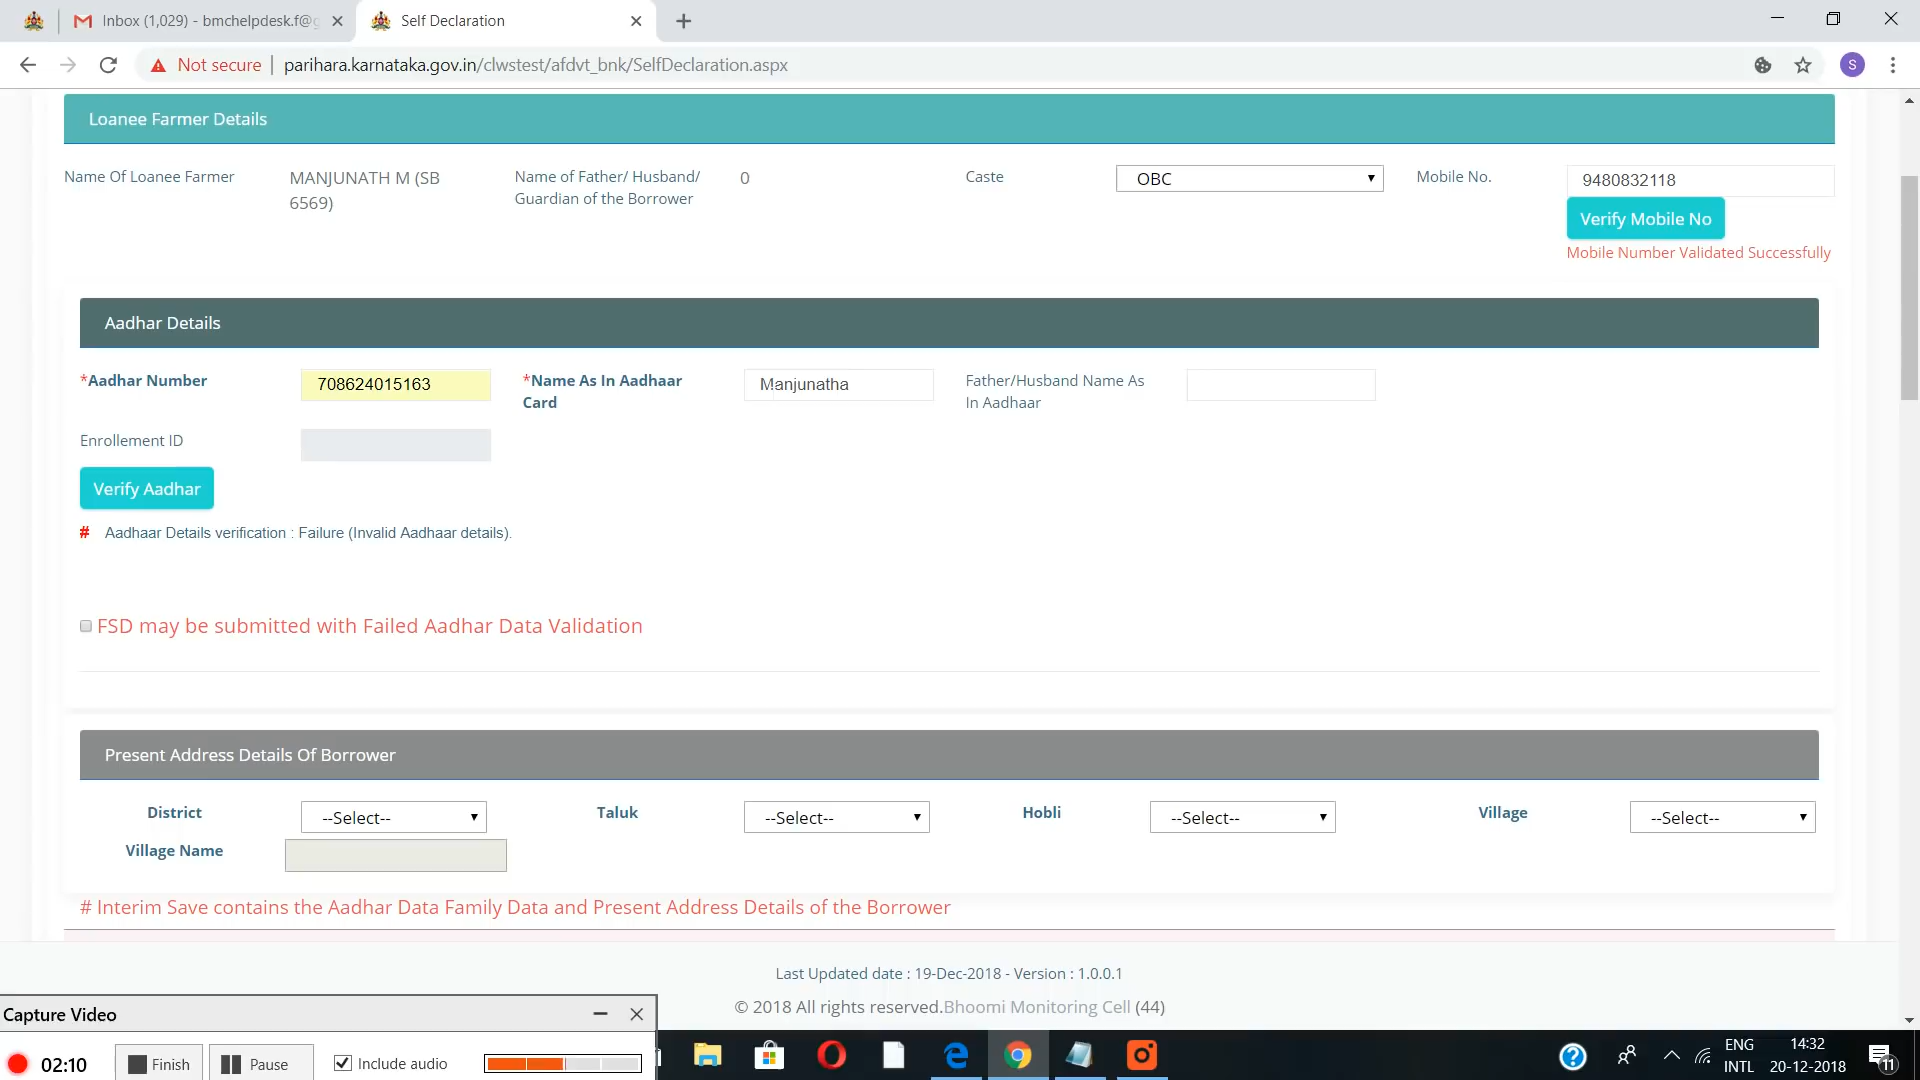 Inbox (1,029) - bmchelpdesk.f@g
Self Declaration
Not secure
parihara.karnataka.gov.in/clwstest/afdvt_bnk/SelfDeclaration.aspx
S
Loanee Farmer Details
Name Of Loanee Farmer
MANJUNATH M (SB
6569)
Name of Father/ Husband/
Guardian of the Borrower
0
Caste
OBC
Mobile No.
9480832118
Verify Mobile No
Mobile Number Validated Successfully
Aadhar Details
*Aadhar Number
708624015163
*Name As In Aadhaar
Card
Manjunatha
Father/Husband Name As
In Aadhaar
Enrollement ID
Verify Aadhar
# Aadhaar Details verification : Failure (Invalid Aadhaar details).
FSD may be submitted with Failed Aadhar Data Validation
Present Address Details Of Borrower
District
--Select--
Taluk
--Select--
Hobli
--Select--
Village
--Select--
Village Name
# Interim Save contains the Aadhar Data Family Data and Present Address Details of the Borrower
Last Updated date : 19-Dec-2018 - Version : 1.0.0.1
© 2018 All rights reserved.Bhoomi Monitoring Cell (44)
Capture Video
02:10
Finish
Pause
Include audio
ENG
INTL
14:32
20-12-2018
11